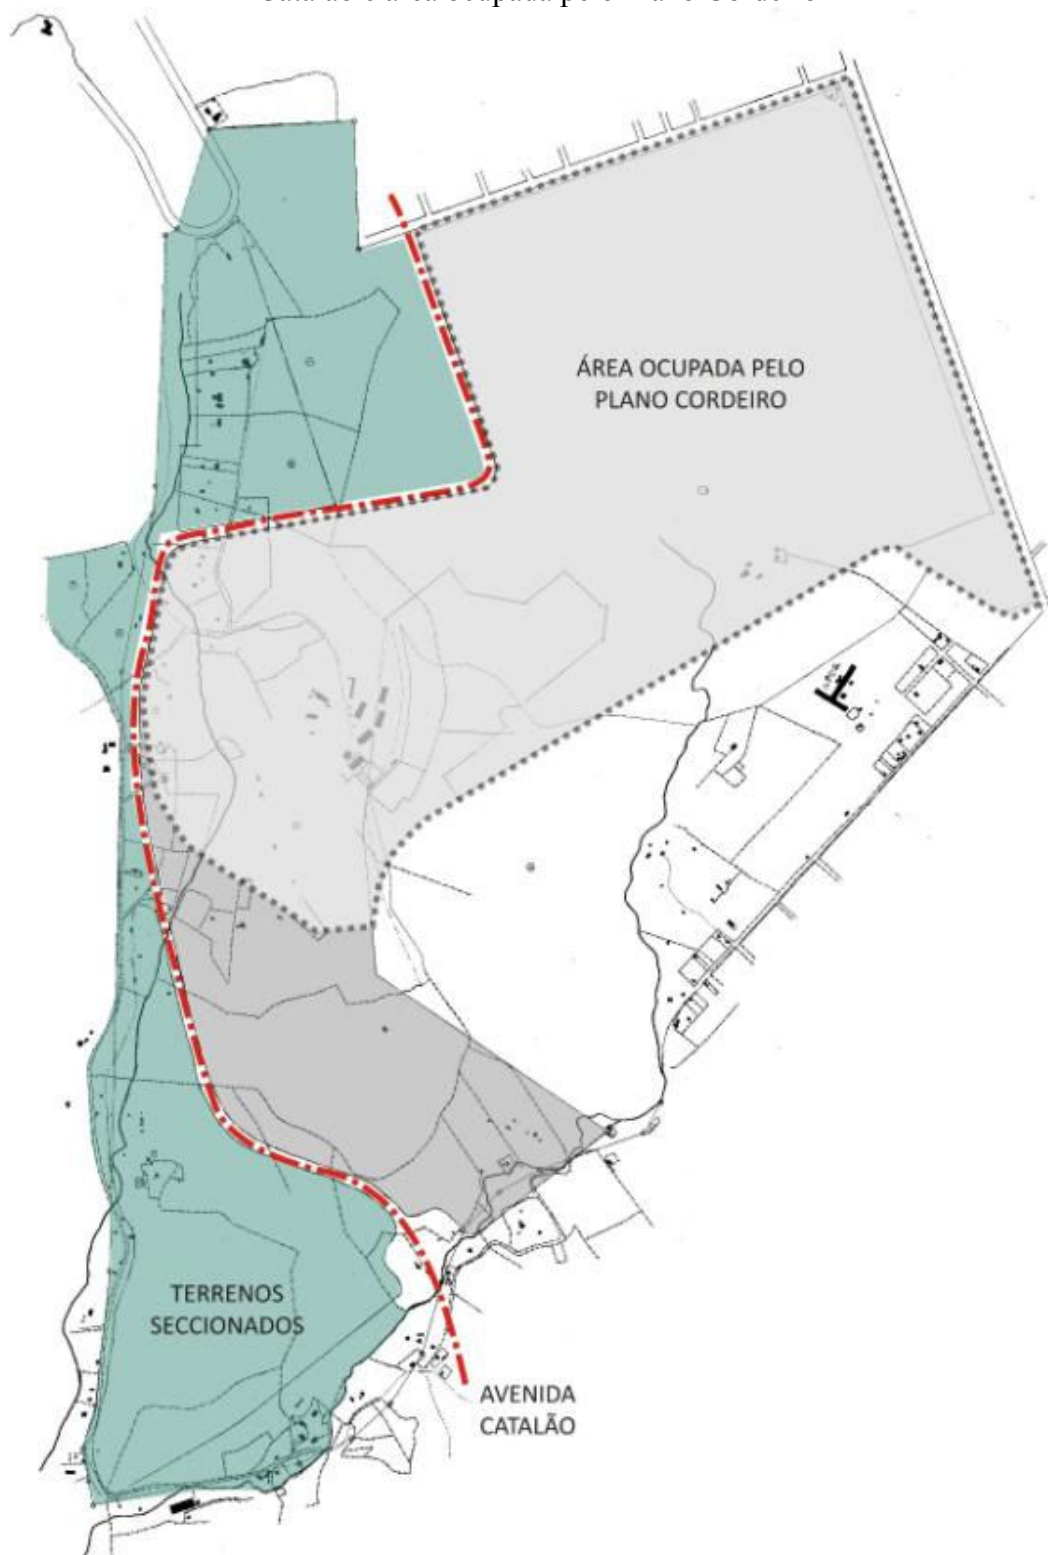 ÁREA OCUPADA PELO
PLANO CORDEIRO
TERRENOS
SECCIONADOS
AVENIDA
CATALÃO